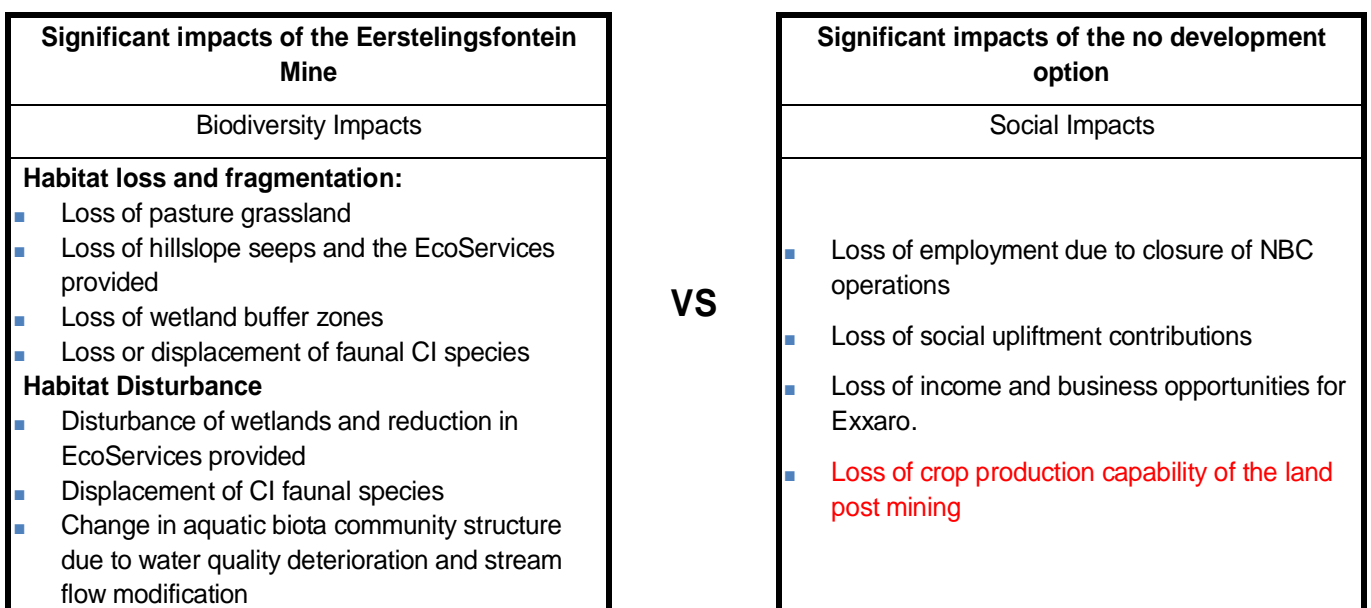 Significant impacts of the Eerstelingsfontein
Mine
Biodiversity Impacts
Habitat loss and fragmentation:
■ Loss of pasture grassland
■ Loss of hillslope seeps and the EcoServices
provided
■ Loss of wetland buffer zones
■ Loss or displacement of faunal CI species
Habitat Disturbance
■ Disturbance of wetlands and reduction in
EcoServices provided
■ Displacement of CI faunal species
■ Change in aquatic biota community structure
due to water quality deterioration and stream
flow modification
VS
Significant impacts of the no development
option
Social Impacts
■ Loss of employment due to closure of NBC
operations
■ Loss of social upliftment contributions
■ Loss of income and business opportunities for
Exxaro.
■ Loss of crop production capability of the land
post mining